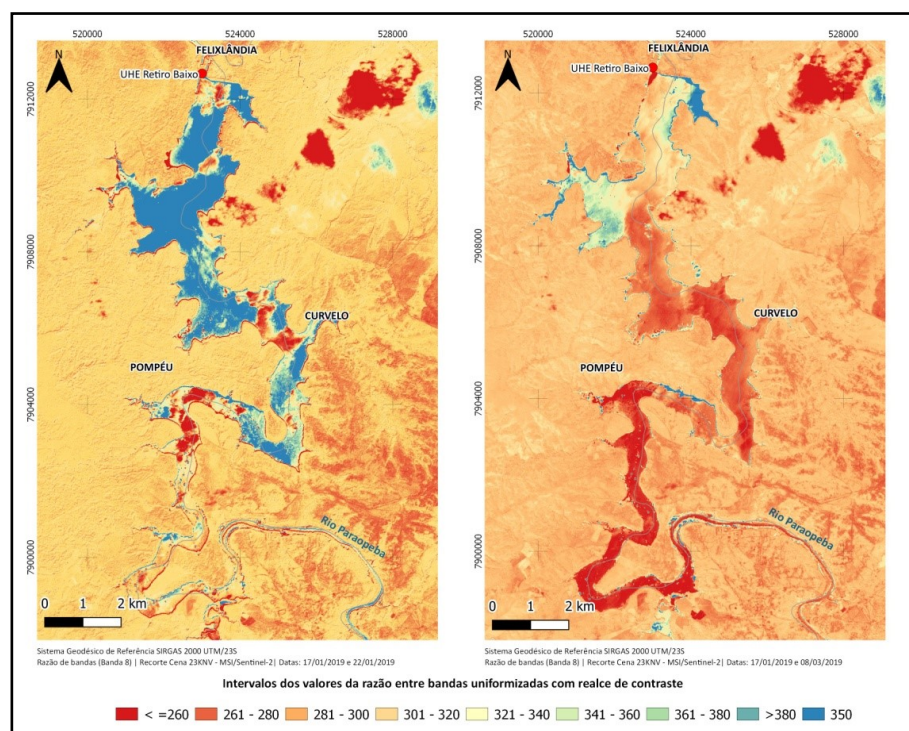 520000 524000 528000
520000 524000 528000
FELIXLÂNDIA
FELIXLÂNDIA
N
N
UHE Retiro Baixo
UHE Retiro Baixo
7912000
7912000
7908000
7908000
CURVELO
CURVELO
POMPÉU
POMPÉU
7904000
7904000
Rio Paraopeba
Rio Paraopeba
7900000
7900000
0 1 2 km
0 1 2 km
Sistema Geodésico de Referência SIRGAS 2000 UTM/23S
Razão de bandas (Banda 8) | Recorte Cena 23KNV - MSI/Sentinel-2| Datas: 17/01/2019 e 22/01/2019
Sistema Geodésico de Referência SIRGAS 2000 UTM/23S
Razão de bandas (Banda 8) | Recorte Cena 23KNV - MSI/Sentinel-2| Datas: 17/01/2019 e 08/03/2019
Intervalos dos valores da razão entre bandas uniformizadas com realce de contraste
< =260 261 - 280 281 - 300 301 - 320 321 - 340 341 - 360 361 - 380 >380 350